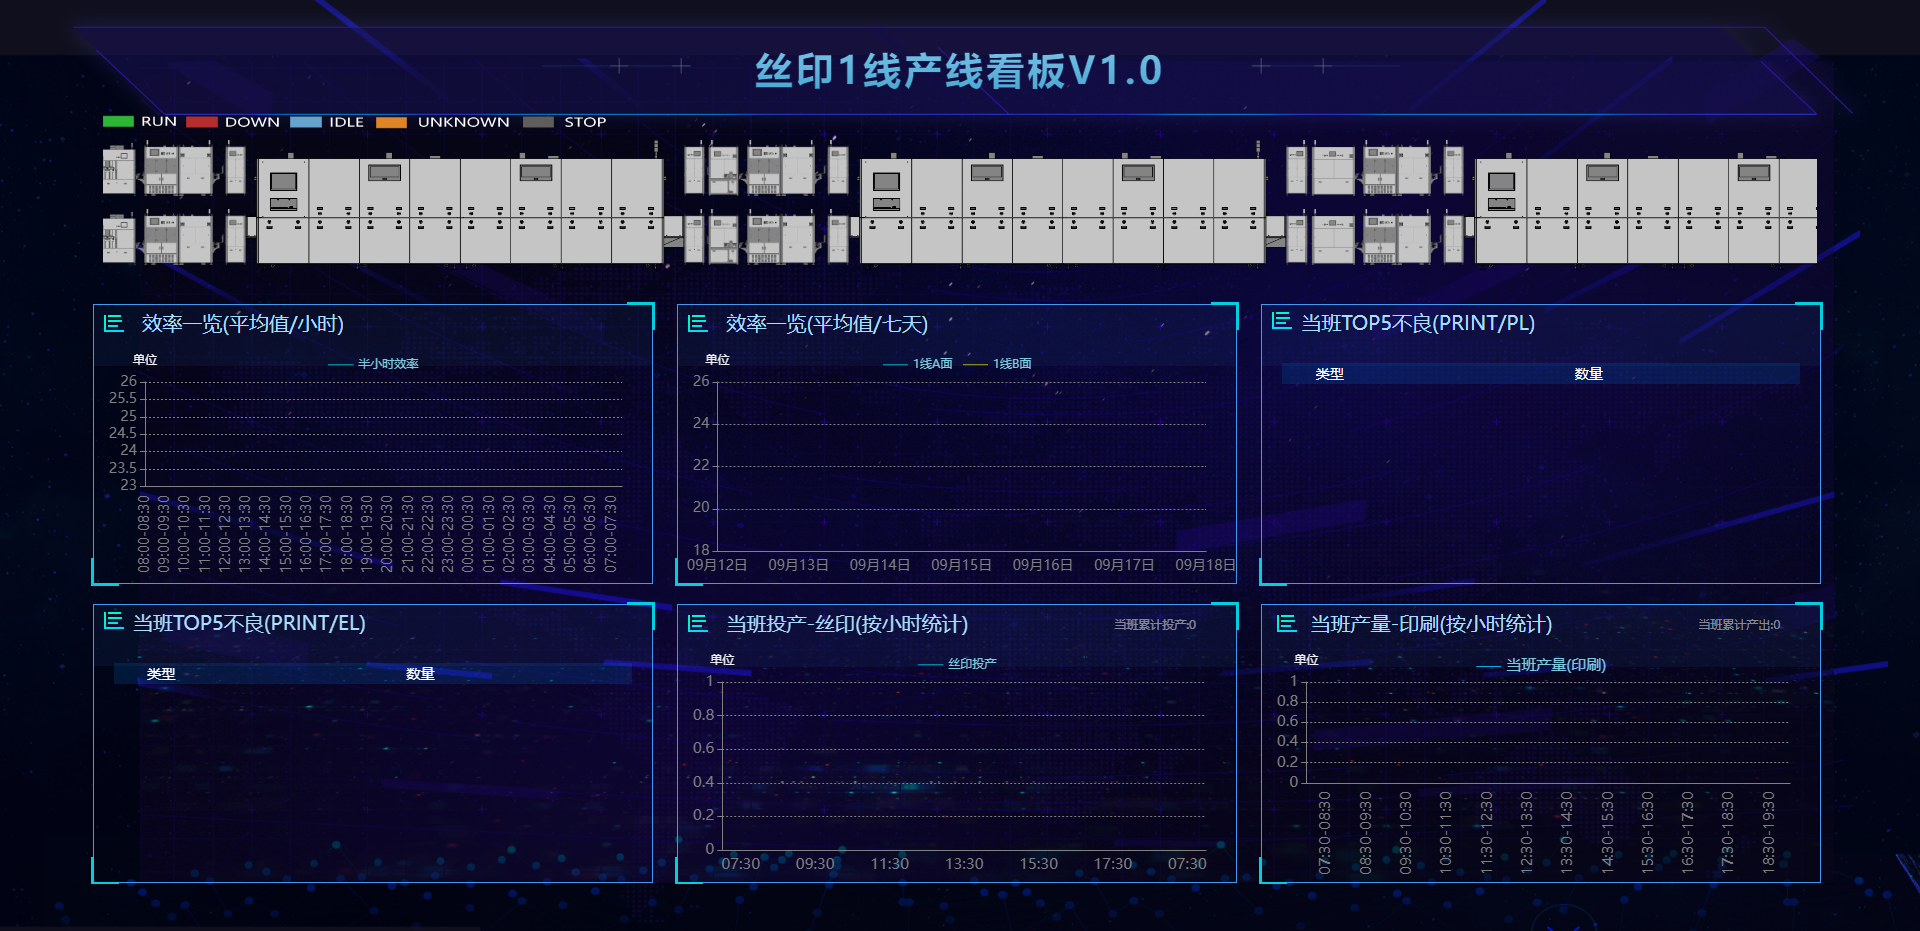 丝印1线产线看板V1.0
RUN DOWN IDLE UNKNOWN STOP
效率一览(平均值/小时)
单位
半小时效率
26
25.5
25
24.5
24
23.5
23
08:00-08:30
09:00-09:30
10:00-10:30
11:00-11:30
12:00-12:30
13:00-13:30
14:00-14:30
15:00-15:30
16:00-16:30
17:00-17:30
18:00-18:30
19:00-19:30
20:00-20:30
21:00-21:30
22:00-22:30
23:00-23:30
00:00-00:30
01:00-01:30
02:00-02:30
03:00-03:30
04:00-04:30
05:00-05:30
06:00-06:30
07:00-07:30
效率一览(平均值/七天)
单位
1线A面 1线B面
26
24
22
20
18
09月12日 09月13日 09月14日 09月15日 09月16日 09月17日 09月18日
当班TOP5不良(PRINT/PL)
类型 数量
当班TOP5不良(PRINT/EL)
类型 数量
当班投产-丝印(按小时统计)
当班累计投产:0
单位
丝印投产
1
0.8
0.6
0.4
0.2
0
07:30 09:30 11:30 13:30 15:30 17:30 07:30
当班产量-印刷(按小时统计)
当班累计产出:0
单位
当班产量(印刷)
1
0.8
0.6
0.4
0.2
0
07:30-08:30
08:30-09:30
09:30-10:30
10:30-11:30
11:30-12:30
12:30-13:30
13:30-14:30
14:30-15:30
15:30-16:30
16:30-17:30
17:30-18:30
18:30-19:30